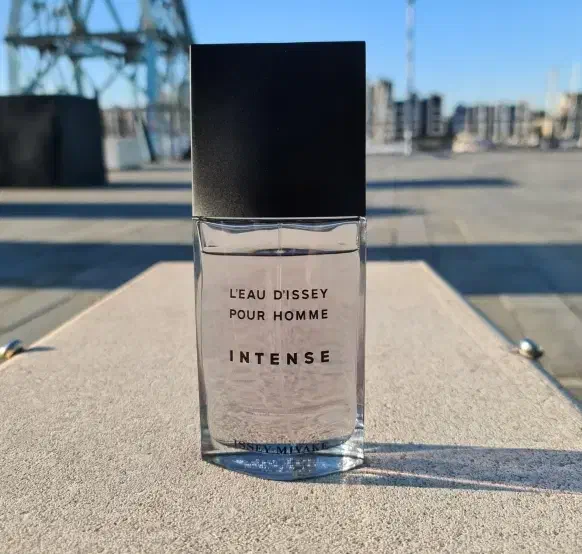 L'EAU D'ISSEY
POUR HOMME
INTENSE
ISSEY MIYAKE